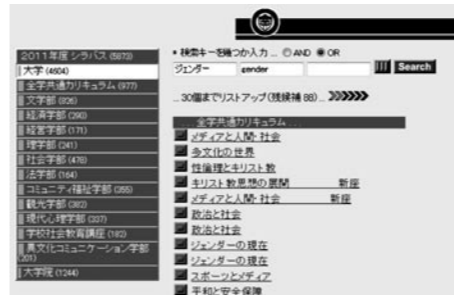 2011年度 シラバス (5873)
大学 (4604)
全学共通カリキュラム (977)
文学部 (826)
経済学部 (290)
経営学部 (171)
理学部 (241)
社会学部 (478)
法学部 (164)
コミュニティ福祉学部 (355)
観光学部 (382)
現代心理学部 (337)
学校社会教育講座 (182)
異文化コミュニケーション学部
(201)
大学院 (1244)
・検索キーを幾つか入力 ... AND OR
ジェンダー gender Search
...30個までリストアップ(残候補 88)...
... 全学共通カリキュラム ...
メディアと人間・社会
多文化の世界
性倫理とキリスト教
キリスト教思想の展開 新座
メディアと人間・社会 新座
政治と社会
政治と社会
ジェンダーの現在
ジェンダーの現在
スポーツとメディア
平和と安全保障